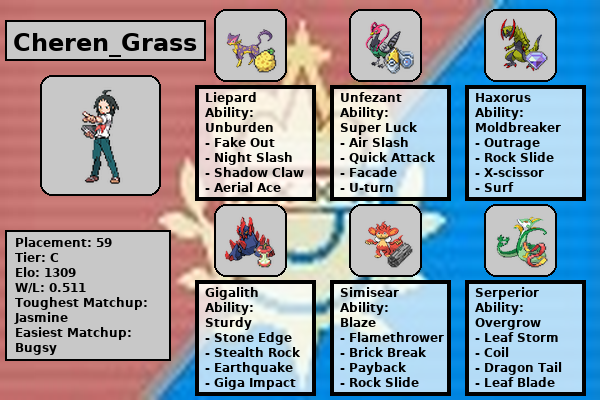 Cheren_Grass
Placement: 59
Tier: C
Elo: 1309
W/L: 0.511
Toughest Matchup:
Jasmine
Easiest Matchup:
Bugsy
Liepard
Ability:
Unburden
- Fake Out
- Night Slash
- Shadow Claw
- Aerial Ace
Unfezant
Ability:
Super Luck
- Air Slash
- Quick Attack
- Facade
- U-turn
Haxorus
Ability:
Moldbreaker
- Outrage
- Rock Slide
- X-scissor
- Surf
Gigalith
Ability:
Sturdy
- Stone Edge
- Stealth Rock
- Earthquake
- Giga Impact
Simisear
Ability:
Blaze
- Flamethrower
- Brick Break
- Payback
- Rock Slide
Serperior
Ability:
Overgrow
- Leaf Storm
- Coil
- Dragon Tail
- Leaf Blade